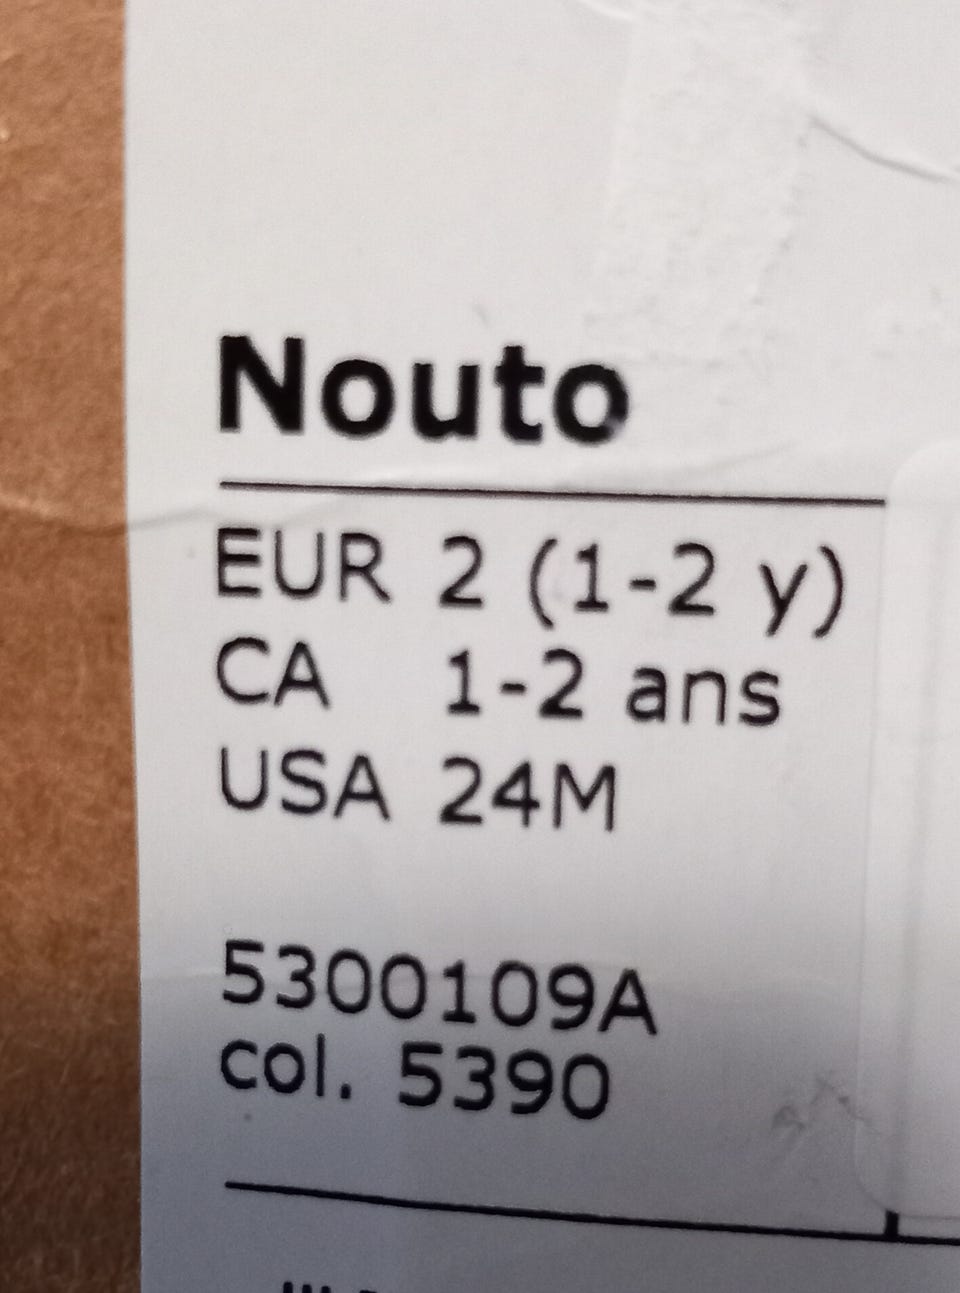 Nouto
EUR 2 (1-2 y)
CA 1-2 ans
USA 24M
5300109A
col. 5390